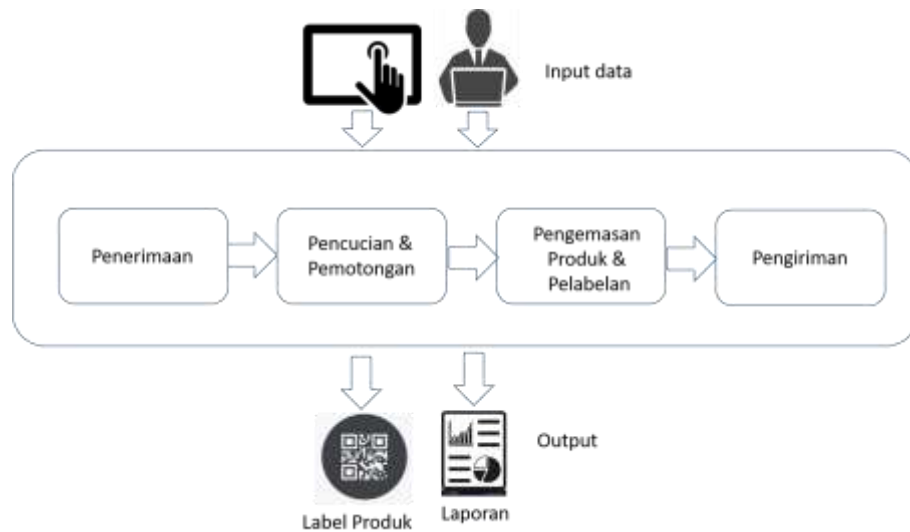 Input data
Penerimaan
Pencucian &
Pemotongan
Pengemasan
Produk &
Pelabelan
Pengiriman
Label Produk
Laporan
Output